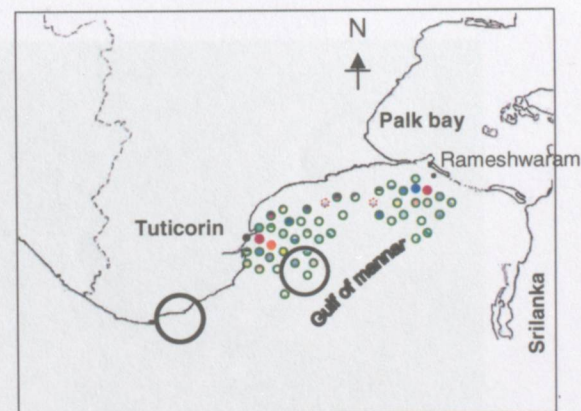 N
Palk bay
Rameshwaram
Tuticorin
Gulf of mannar
Srilanka